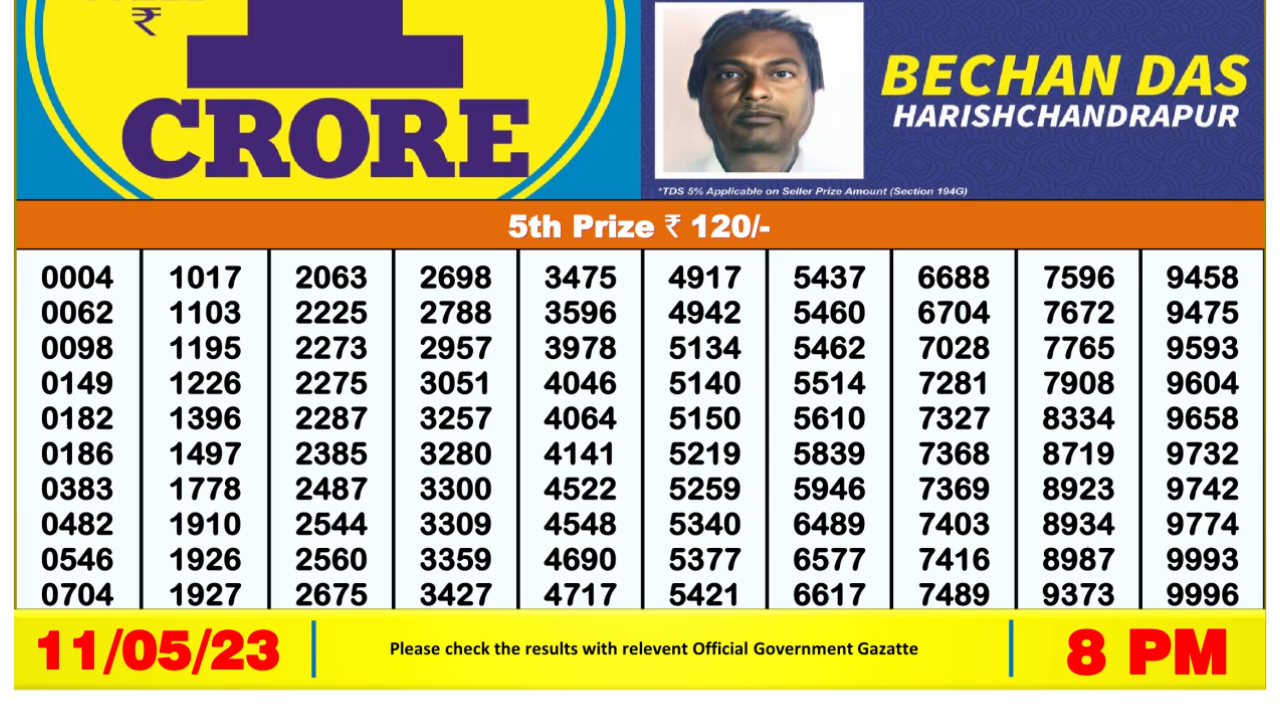 ₹
CRORE
BECHAN DAS
HARISHCHANDRAPUR
*TDS 5% Applicable on Seller Prize Amount (Section 194G)
5th Prize ₹ 120/-
0004 1017 2063 2698 3475 4917 5437 6688 7596 9458
0062 1103 2225 2788 3596 4942 5460 6704 7672 9475
0098 1195 2273 2957 3978 5134 5462 7028 7765 9593
0149 1226 2275 3051 4046 5140 5514 7281 7908 9604
0182 1396 2287 3257 4064 5150 5610 7327 8334 9658
0186 1497 2385 3280 4141 5219 5839 7368 8719 9732
0383 1778 2487 3300 4522 5259 5946 7369 8923 9742
0482 1910 2544 3309 4548 5340 6489 7403 8934 9774
0546 1926 2560 3359 4690 5377 6577 7416 8987 9993
0704 1927 2675 3427 4717 5421 6617 7489 9373 9996
11/05/23 Please check the results with relevent Official Government Gazatte 8 PM